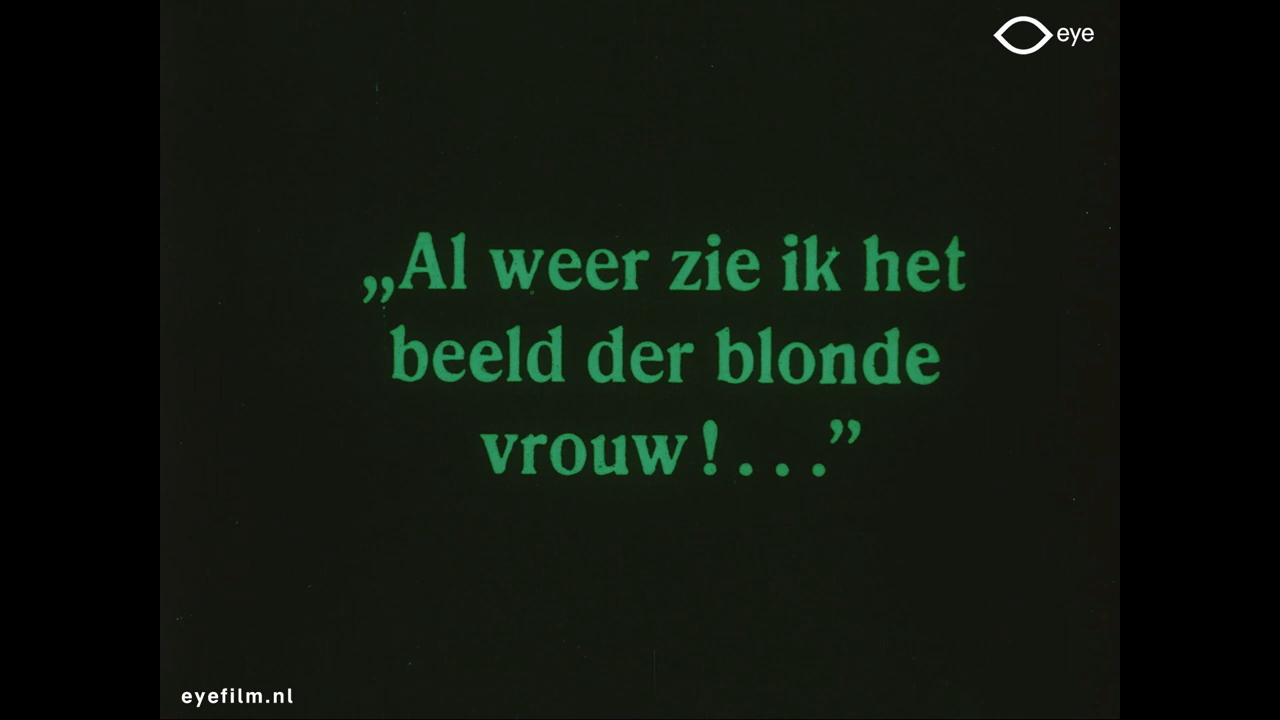 eye
„Al weer zie ik het
beeld der blonde
vrouw!...”
eyefilm.nl